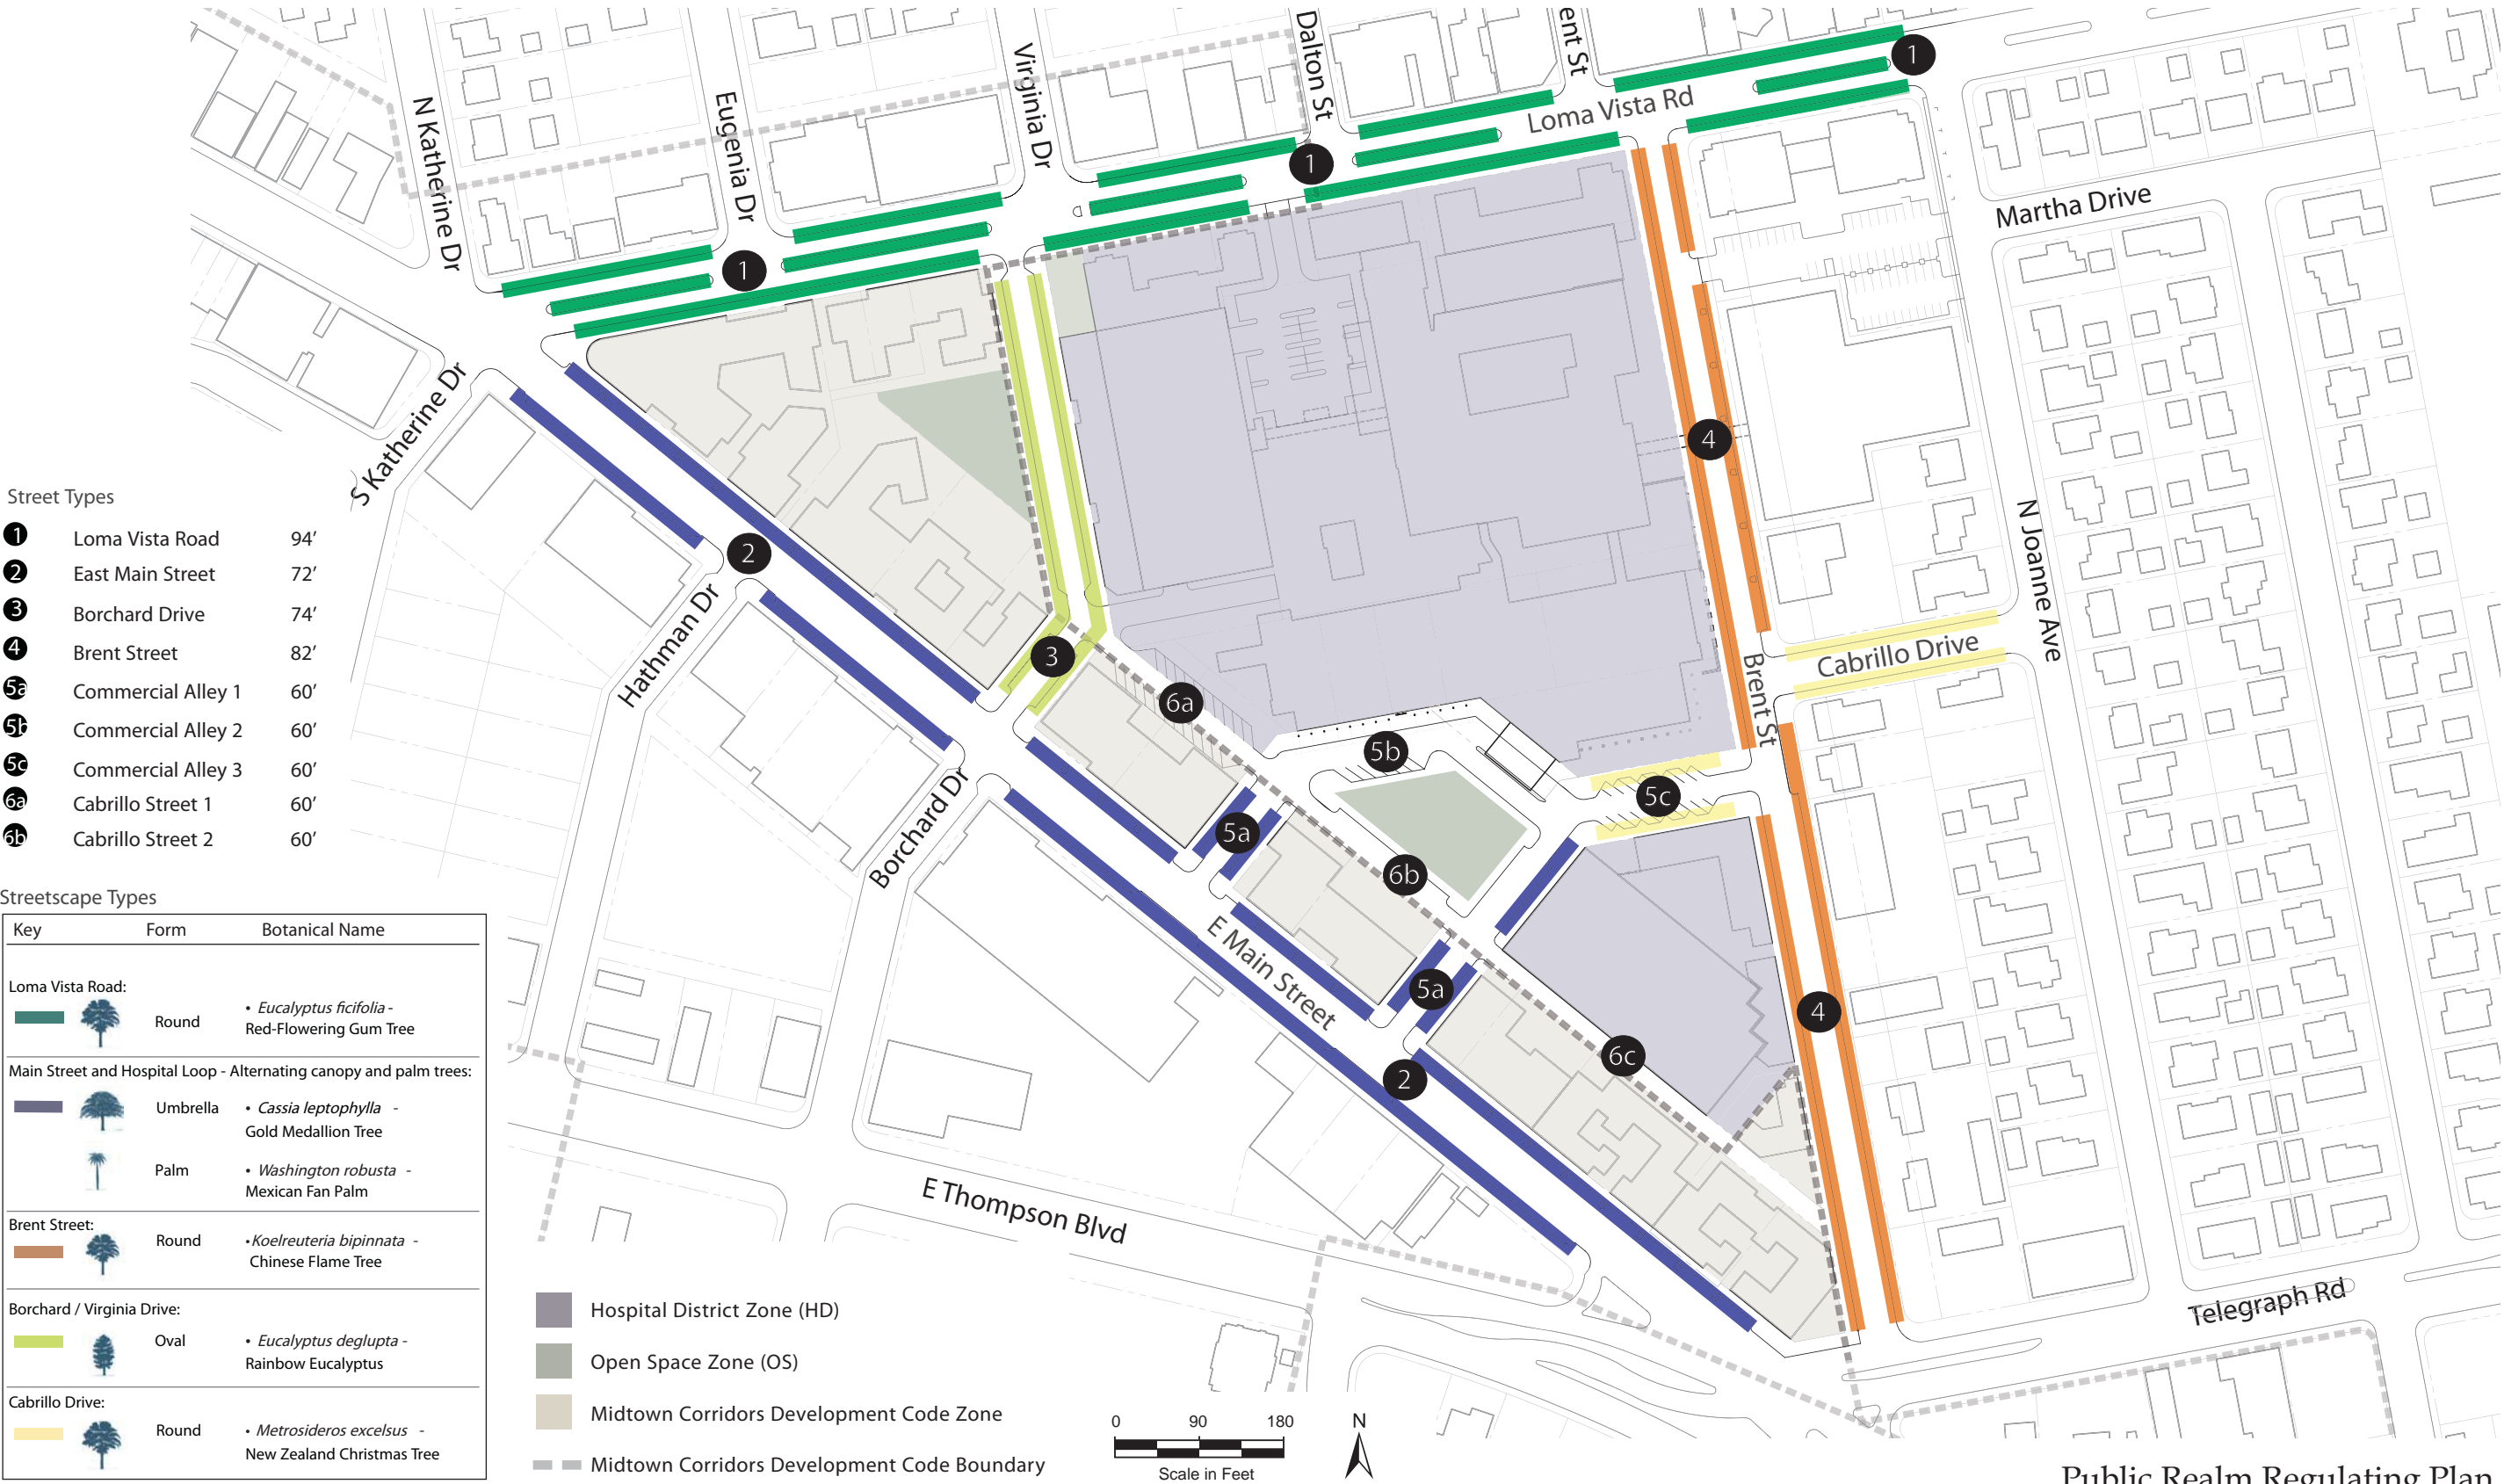 N Katherine Dr
Eugenia Dr
Virginia Dr
Dalton St
ent St
Loma Vista Rd
1
1
1
Martha Drive
S Katherine Dr
Hathman Dr
Borchard Dr
2
3
4
N Joanne Ave
Cabrillo Drive
Brent St
6a
5b
5c
5a
6b
E Main Street
5a
6c
4
2
E Thompson Blvd
Telegraph Rd
Street Types
1 Loma Vista Road 94’
2 East Main Street 72’
3 Borchard Drive 74’
4 Brent Street 82’
5a Commercial Alley 1 60’
5b Commercial Alley 2 60’
5c Commercial Alley 3 60’
6a Cabrillo Street 1 60’
6b Cabrillo Street 2 60’
Streetscape Types
Key Form Botanical Name
Loma Vista Road:
Round • Eucalyptus ficifolia -
Red-Flowering Gum Tree
Main Street and Hospital Loop - Alternating canopy and palm trees:
Umbrella • Cassia leptophylla -
Gold Medallion Tree
Palm • Washington robusta -
Mexican Fan Palm
Brent Street:
Round •Koelreuteria bipinnata -
Chinese Flame Tree
Borchard / Virginia Drive:
Oval • Eucalyptus deglupta -
Rainbow Eucalyptus
Cabrillo Drive:
Round • Metrosideros excelsus -
New Zealand Christmas Tree
Hospital District Zone (HD)
Open Space Zone (OS)
Midtown Corridors Development Code Zone
Midtown Corridors Development Code Boundary
0 90 180
Scale in Feet
N
Public Realm Regulating Plan